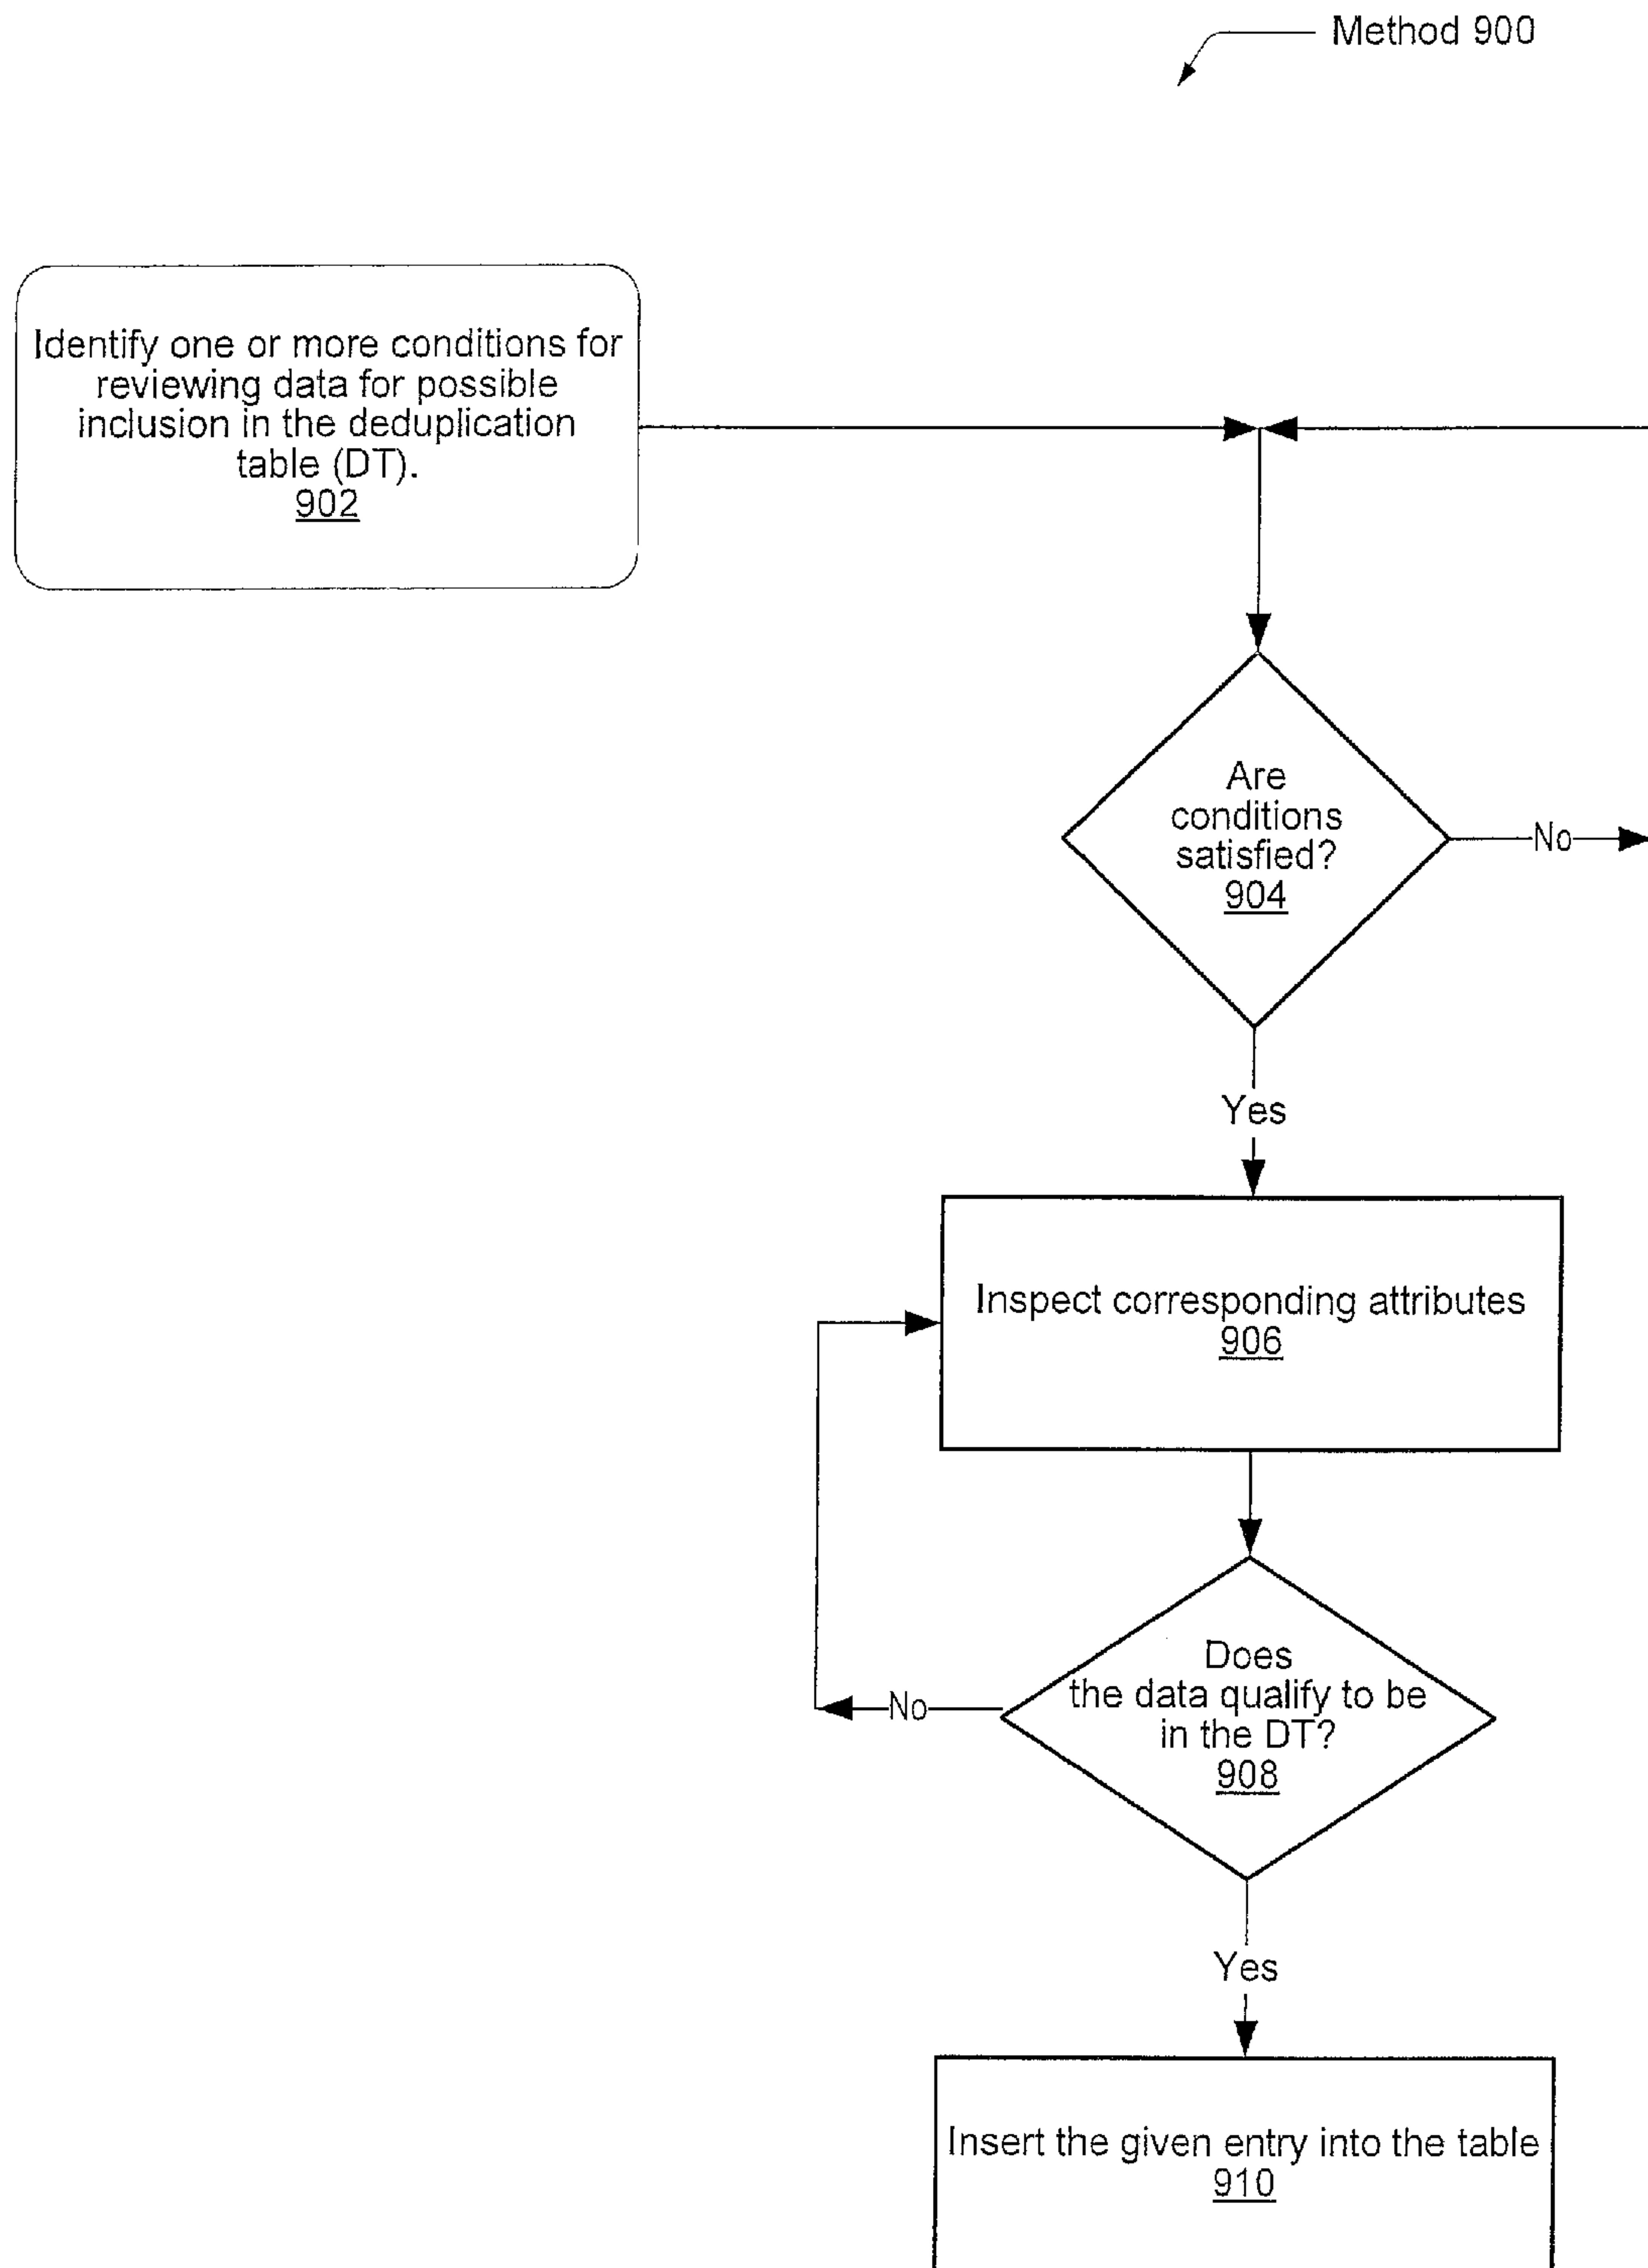 Method 900
Identify one or more conditions for
reviewing data for possible
inclusion in the deduplication
table (DT).
902
Are
conditions
satisfied?
904
No
Yes
Inspect corresponding attributes
906
Does
the data qualify to be
in the DT?
908
No
Yes
Insert the given entry into the table
910